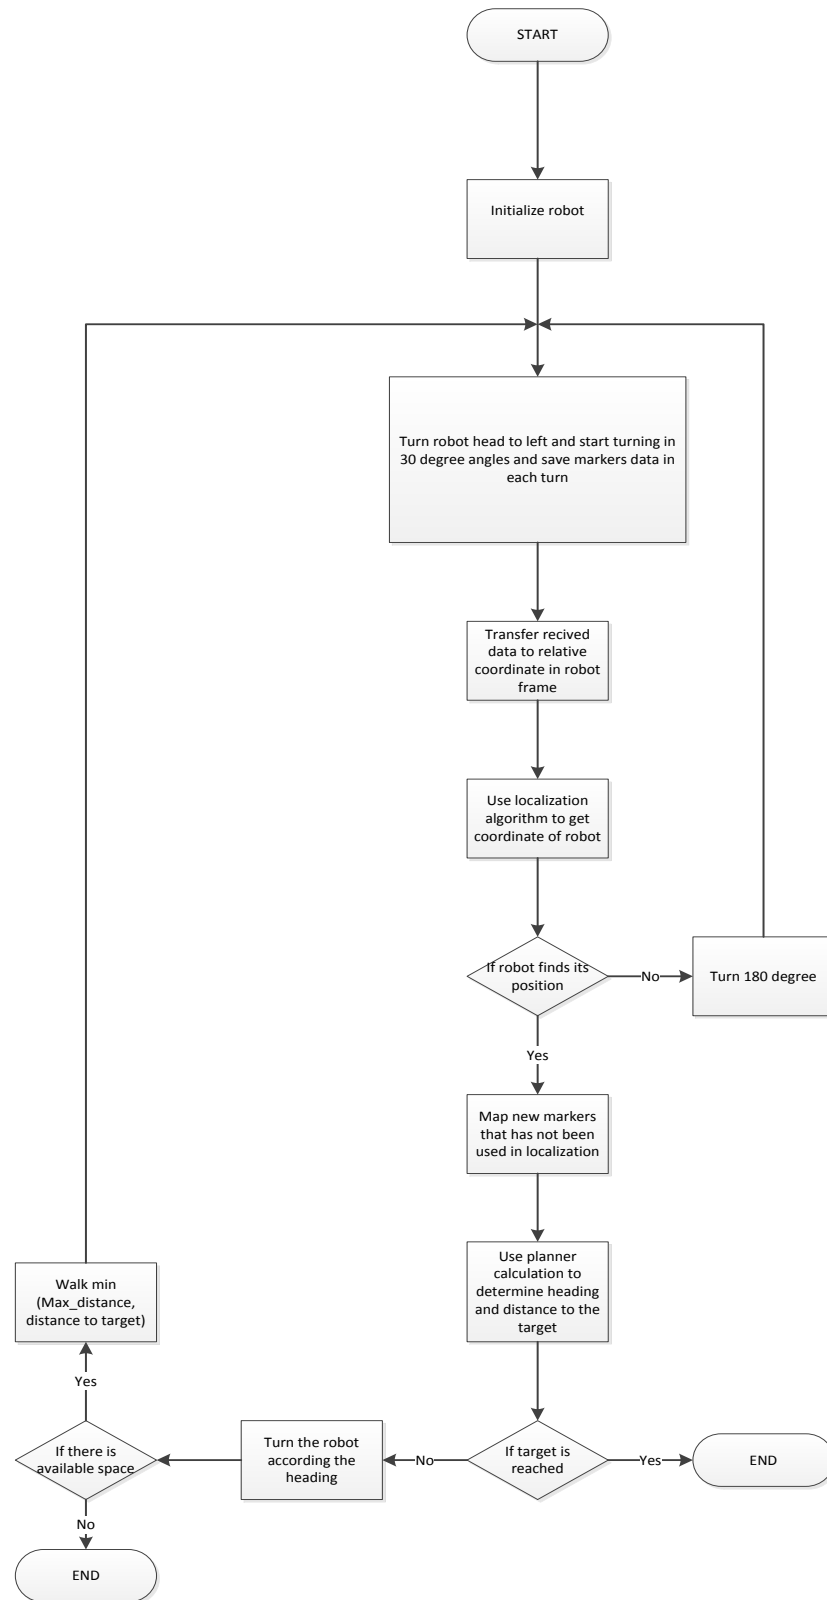 START
Initialize robot
Turn robot head to left and start turning in
30 degree angles and save markers data in
each turn
Transfer recived
data to relative
coordinate in robot
frame
Use localization
algorithm to get
coordinate of robot
If robot finds its
position
No
Turn 180 degree
Yes
Map new markers
that has not been
used in localization
Use planner
calculation to
determine heading
and distance to the
target
If target is
reached
Yes
END
No
Turn the robot
according the
heading
If there is
available space
Yes
Walk min
(Max_distance,
distance to target)
No
END